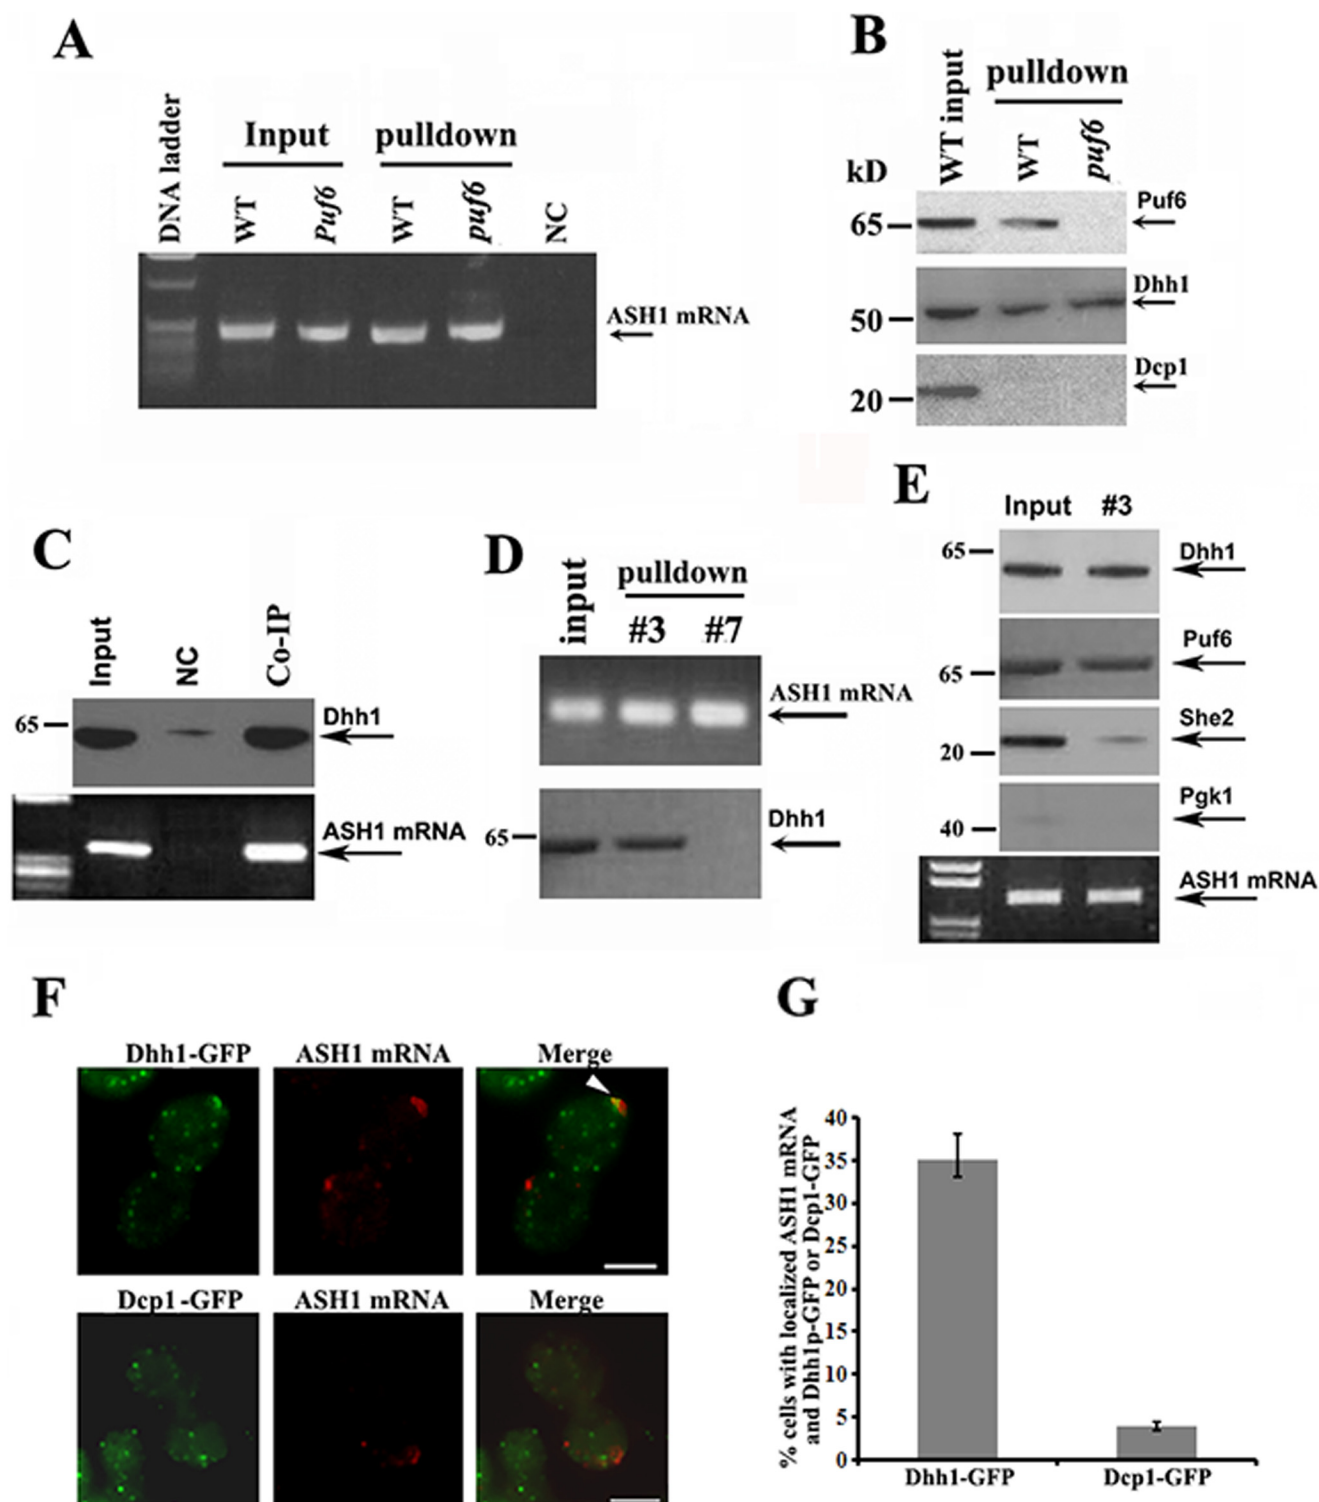 A
DNA ladder
Input
pulldown
WT
Puf6
WT
puf6
NC
ASH1 mRNA
B
WT input
pulldown
WT
puf6
kD
65
Puf6
50
Dhh1
20
Dcp1
C
Input
NC
Co-IP
65
Dhh1
ASH1 mRNA
D
input
pulldown
#3
#7
ASH1 mRNA
65
Dhh1
E
Input
#3
65
Dhh1
65
Puf6
20
She2
40
Pgk1
ASH1 mRNA
F
Dhh1-GFP
ASH1 mRNA
Merge
Dcp1-GFP
ASH1 mRNA
Merge
G
% cells with localized ASH1 mRNA
and Dhh1p-GFP or Dcp1-GFP
40
35
30
25
20
15
10
5
0
Dhh1-GFP
Dcp1-GFP